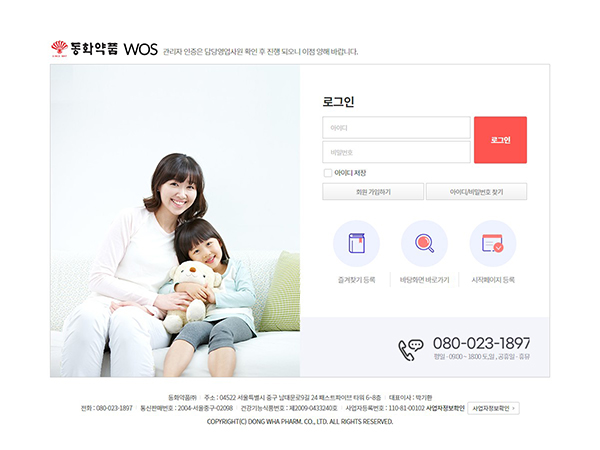 동화약품 WOS 관리자 인증은 담당영업사원 확인 후 진행 되오니 이점 양해 바랍니다.
로그인
아이디
비밀번호
로그인
아이디 저장
회원 가입하기 아이디/비밀번호 찾기
즐겨찾기 등록 바탕화면 바로가기 시작페이지 등록
080-023-1897
평일 - 09:00 ~ 18:00 토,일 , 공휴일 - 휴무
동화약품㈜ 주소 : 04522 서울특별시 중구 남대문로9길 24 패스트파이브 타워 6~8층 대표이사 : 박기환
전화 : 080-023-1897 통신판매번호 : 2004-서울중구-02098 건강기능식품번호 : 제2009-0433240호 사업자등록번호 : 110-81-00102 사업자정보확인 사업자정보확인 >
COPYRIGHT(C) DONG WHA PHARM. CO., LTD. ALL RIGHTS RESERVED.